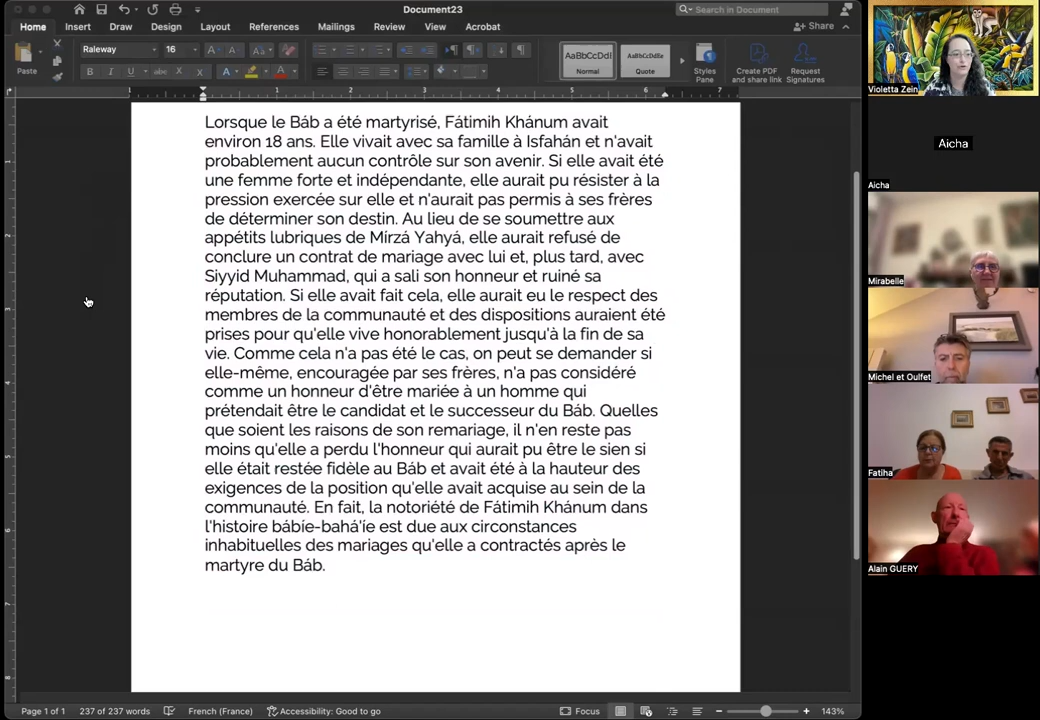 Document23
Search in Document
Home
Insert
Draw
Design
Layout
References
Mailings
Review
View
Acrobat
Share
Paste
Raleway
16
AaBbCcDdI
Normal
AaBbCcDdEe
Quote
Styles
Pane
Create PDF
and share link
Request
Signatures
Lorsque le Báb a été martyrisé, Fátimih Khánum avait
environ 18 ans. Elle vivait avec sa famille à Isfahán et n'avait
probablement aucun contrôle sur son avenir. Si elle avait été
une femme forte et indépendante, elle aurait pu résister à la
pression exercée sur elle et n'aurait pas permis à ses frères
de déterminer son destin. Au lieu de se soumettre aux
appétits lubriques de Mírzá Yahyá, elle aurait refusé de
conclure un contrat de mariage avec lui et, plus tard, avec
Siyyid Muhammad, qui a sali son honneur et ruiné sa
réputation. Si elle avait fait cela, elle aurait eu le respect des
membres de la communauté et des dispositions auraient été
prises pour qu'elle vive honorablement jusqu'à la fin de sa
vie. Comme cela n'a pas été le cas, on peut se demander si
elle-même, encouragée par ses frères, n'a pas considéré
comme un honneur d'être mariée à un homme qui
prétendait être le candidat et le successeur du Báb. Quelles
que soient les raisons de son remariage, il n'en reste pas
moins qu'elle a perdu l'honneur qui aurait pu être le sien si
elle était restée fidèle au Báb et avait été à la hauteur des
exigences de la position qu'elle avait acquise au sein de la
communauté. En fait, la notoriété de Fátimih Khánum dans
l'histoire bábíe-bahá'íe est due aux circonstances
inhabituelles des mariages qu'elle a contractés après le
martyre du Báb.
Page 1 of 1
237 of 237 words
French (France)
Accessibility: Good to go
Focus
143%
Violetta Zein
Aicha
Aicha
Mirabelle
Michel et Oulfet
Fatiha
Alain GUERY